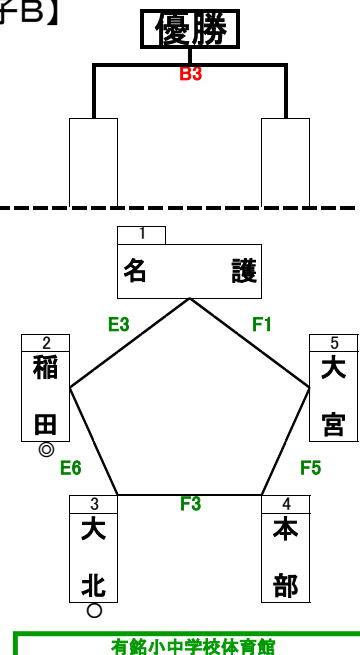 子B】
優勝
B3
1
名 護
E3 F1
2
稲田
◎
5
大宮
E6 F5
F3
3
大北
○
4
本部
有銘小中学校体育館